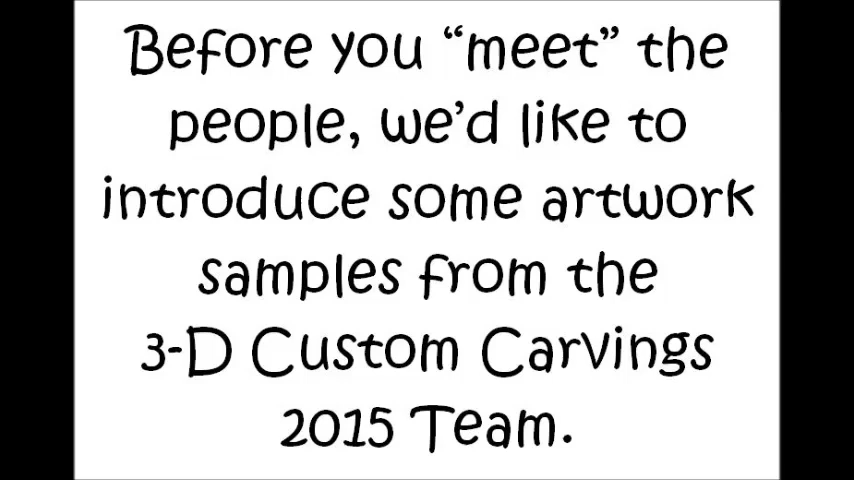 Before you “meet” the
people, we’d like to
introduce some artwork
samples from the
3-D Custom Carvings
2015 Team.